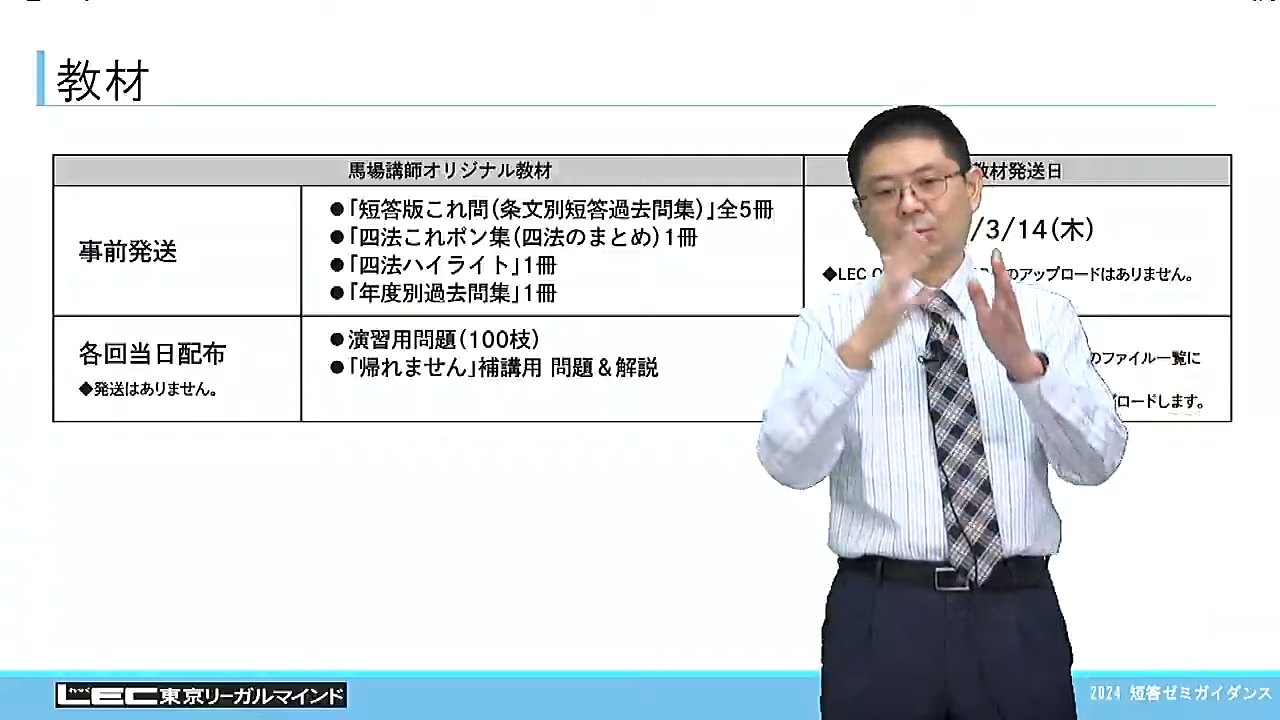 教材
馬場講師オリジナル教材
教材発送日
事前発送
●「短答版これ問(条文別短答過去問集)」全5冊
●「四法これポン集(四法のまとめ)1冊
●「四法ハイライト」1冊
●「年度別過去問集」1冊
/3/14(木)
◆LEC O
のアップロードはありません。
各回当日配布
◆発送はありません。
●演習用問題(100枝)
●「帰れません」補講用 問題&解説
のファイル一覧に
プロードします。
LEC東京リーガルマインド
2024 短答ゼミガイダンス